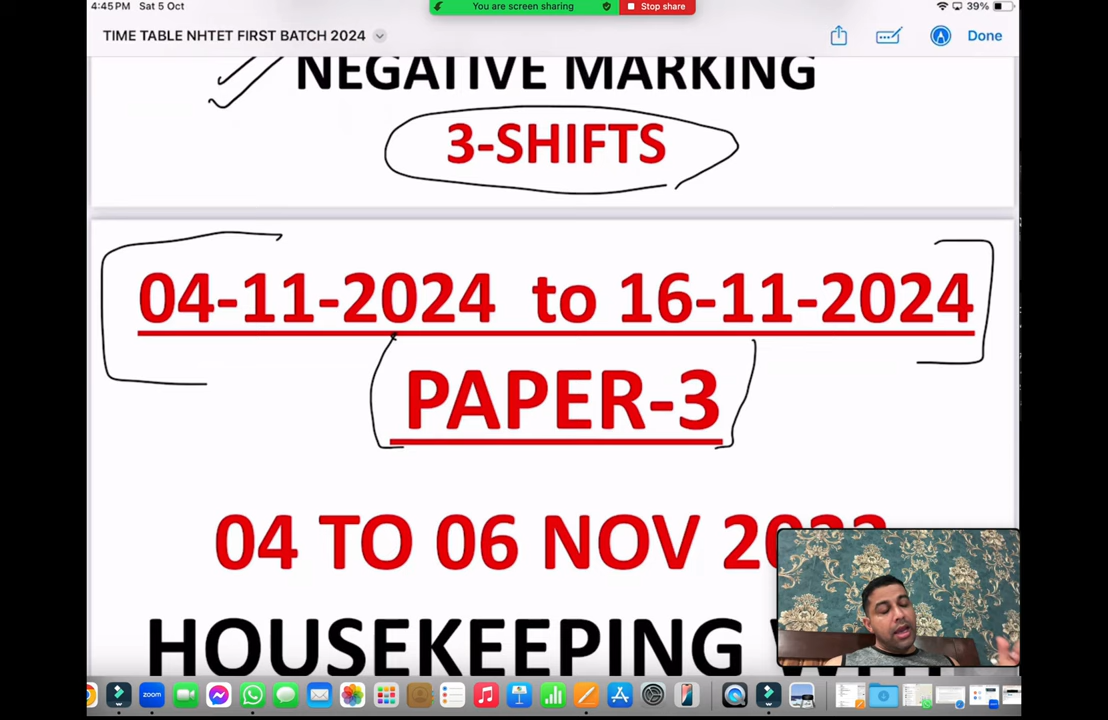 4:45 PM Sat 5 Oct
You are screen sharing
Stop share
39%
TIME TABLE NHTET FIRST BATCH 2024
Done
NEGATIVE MARKING
3-SHIFTS
04-11-2024 to 16-11-2024
PAPER-3
04 TO 06 NOV
HOUSEKEEPING
zoom